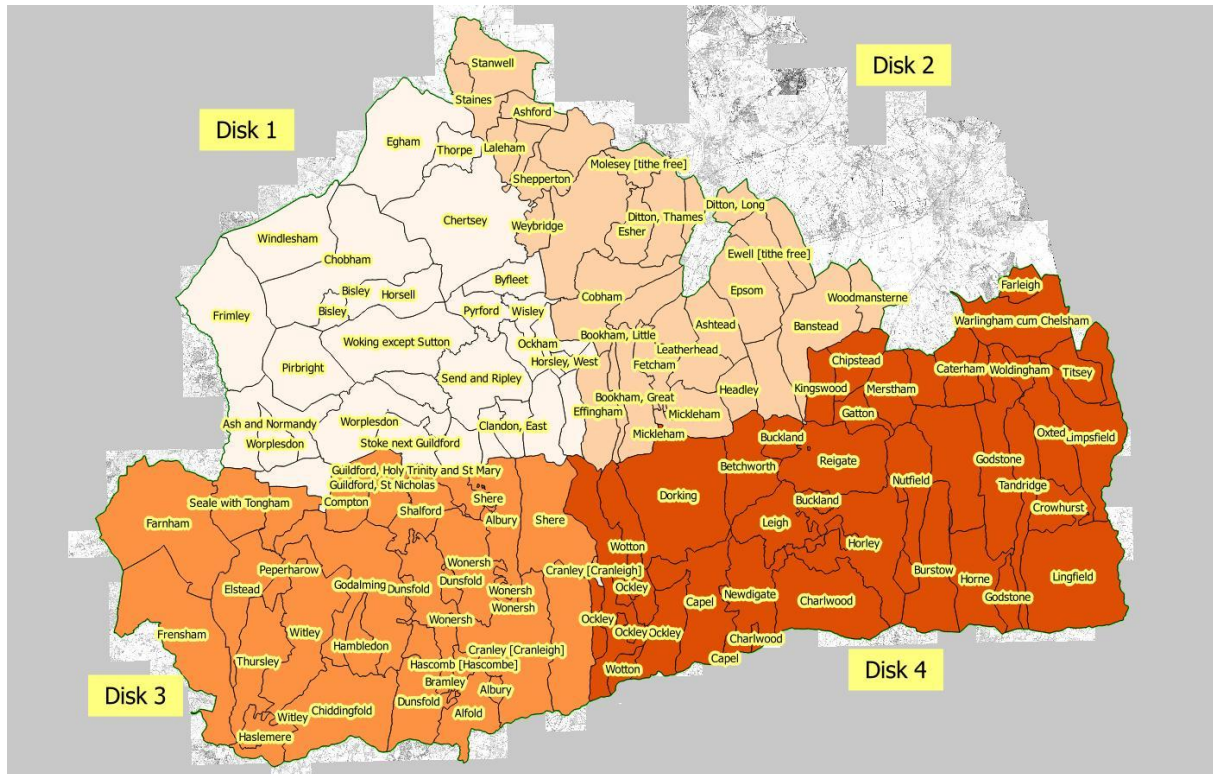 Stanwell
Disk 2
Staines
Ashford
Disk 1
Egham
Thorpe
Laleham
Molesey [tithe free]
Shepperton
Chertsey
Weybridge
Ditton, Thames
Ditton, Long
Esher
Windlesham
Ewell [tithe free]
Chobham
Byfleet
Bisley
Horsell
Cobham
Epsom
Woodmansterne
Farleigh
Frimley
Bisley
Pyrford
Wisley
Ashtead
Banstead
Warlingham cum Chelsham
Woking except Sutton
Ockham
Bookham, Little
Leatherhead
Horsley, West
Fetcham
Chipstead
Pirbright
Send and Ripley
Caterham
Woldingham
Titsey
Headley
Kingswood
Merstham
Bookham, Great
Effingham
Mickleham
Gatton
Ash and Normandy
Worplesdon
Clandon, East
Worplesdon
Stoke next Guildford
Mickleham
Buckland
Oxted
Limpsfield
Guildford, Holy Trinity and St Mary
Betchworth
Reigate
Godstone
Guildford, St Nicholas
Nutfield
Tandridge
Seale with Tongham
Compton
Shere
Dorking
Buckland
Crowhurst
Farnham
Shalford
Albury
Shere
Leigh
Horley
Wotton
Wonersh
Peperharow
Cranley [Cranleigh]
Burstow
Horne
Lingfield
Elstead
Godalming
Dunsfold
Dunsfold
Wonersh
Ockley
Newdigate
Godstone
Wonersh
Capel
Charlwood
Frensham
Witley
Wonersh
Ockley
Ockley
Ockley
Charlwood
Hambledon
Cranley [Cranleigh]
Capel
Thursley
Hascomb [Hascombe]
Wotton
Disk 4
Bramley
Albury
Disk 3
Dunsfold
Chiddingfold
Witley
Alfold
Haslemere